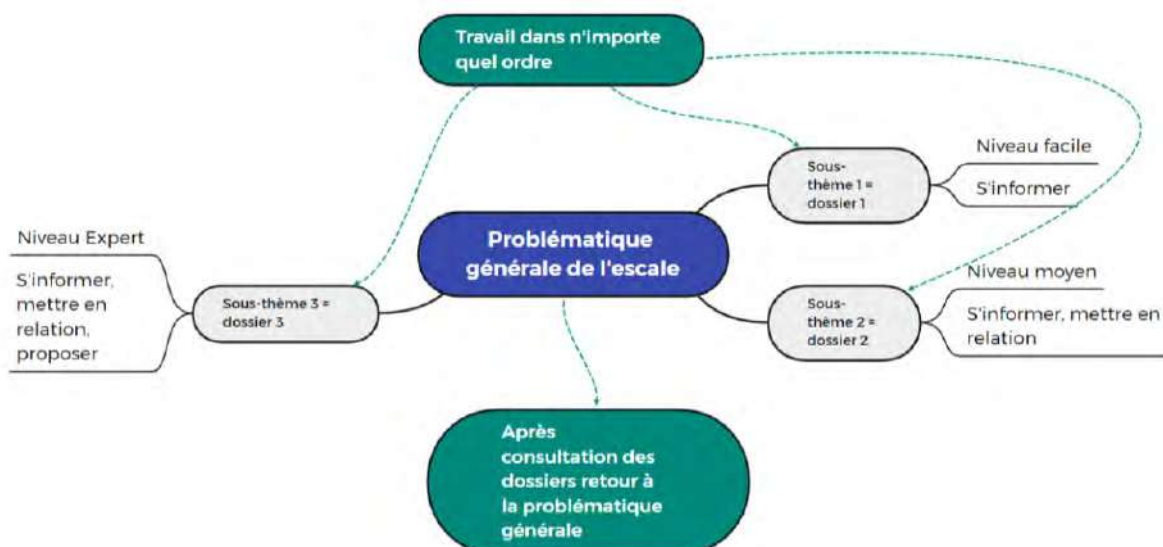 Travail dans n'importe
quel ordre
Niveau facile
Sous-
thème 1 =
dossier 1
S'informer
Problématique
générale de l'escale
Niveau Expert
S'informer,
mettre en
relation,
proposer
Sous-thème 3 =
dossier 3
Niveau moyen
Sous-
thème 2 =
dossier 2
S'informer, mettre en
relation
Après
consultation des
dossiers retour à
la problématique
générale